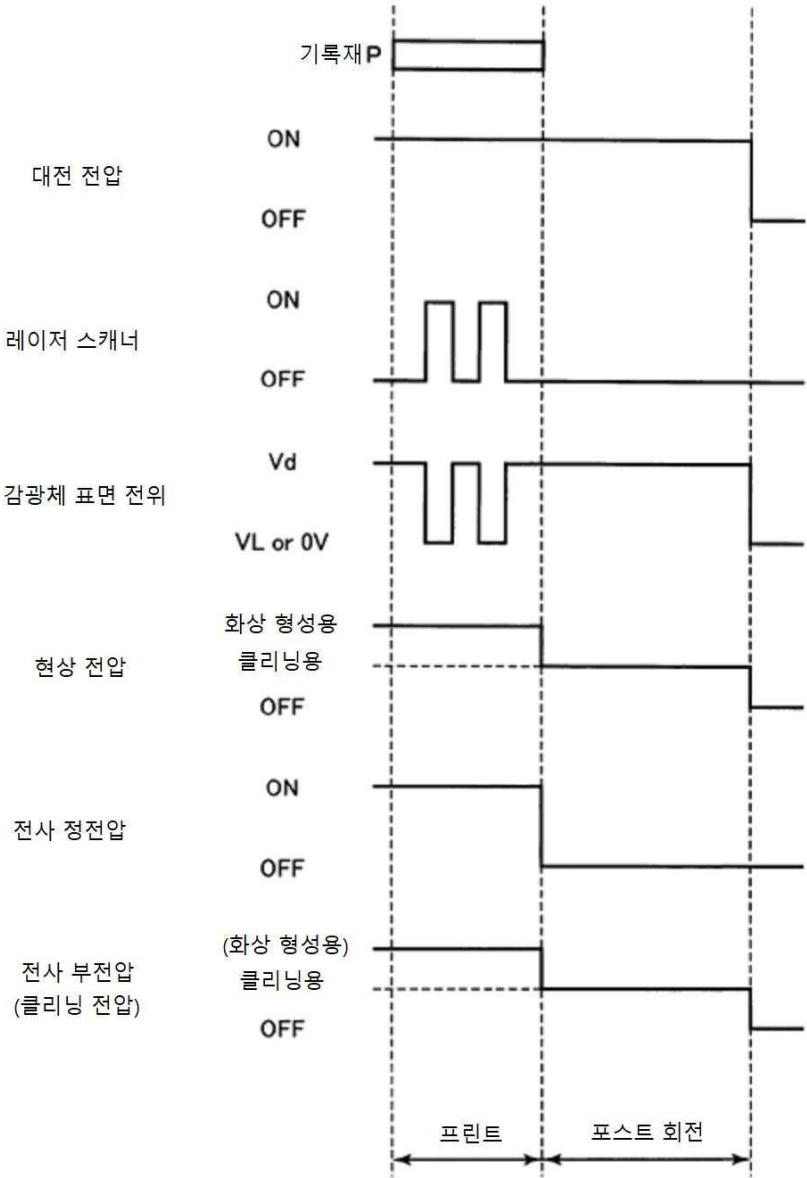 기록재P
대전 전압
ON
OFF
레이저 스캐너
ON
OFF
감광체 표면 전위
Vd
VL or 0V
현상 전압
화상 형성용
클리닝용
OFF
전사 정전압
ON
OFF
전사 부전압
(클리닝 전압)
(화상 형성용)
클리닝용
OFF
프린트
포스트 회전